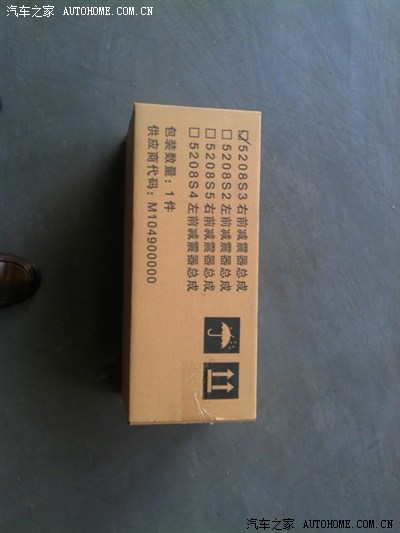 汽车之家 AUTOHOME.COM.CN
5208S3右前减震器总成
5208S2左前减震器总成
5208S5右前减震器总成
5208S4左前减震器总成
包装数量：1件
供应商代码：M104900000
汽车之家 AUTOHOME.COM.CN